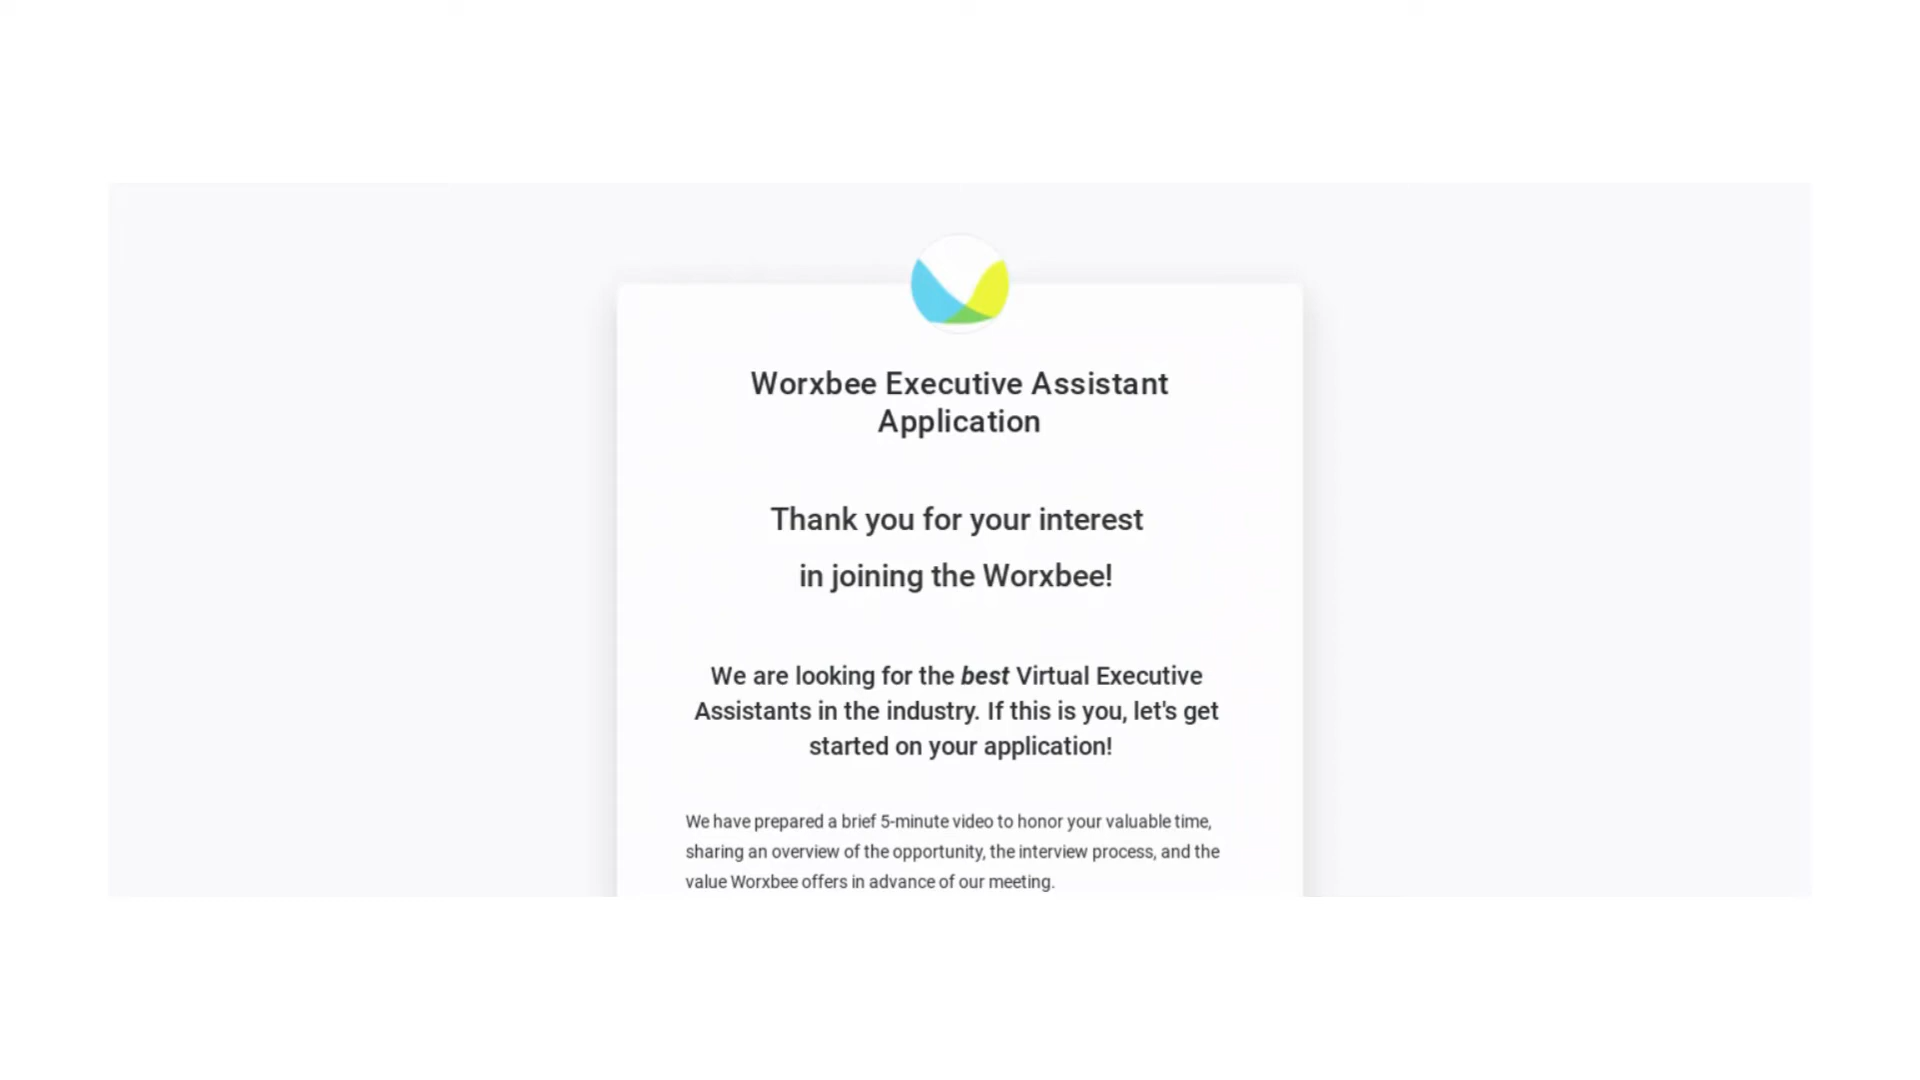 Worxbee Executive Assistant
Application
Thank you for your interest
in joining the Worxbee!
We are looking for the best Virtual Executive
Assistants in the industry. If this is you, let's get
started on your application!
We have prepared a brief 5-minute video to honor your valuable time,
sharing an overview of the opportunity, the interview process, and the
value Worxbee offers in advance of our meeting.